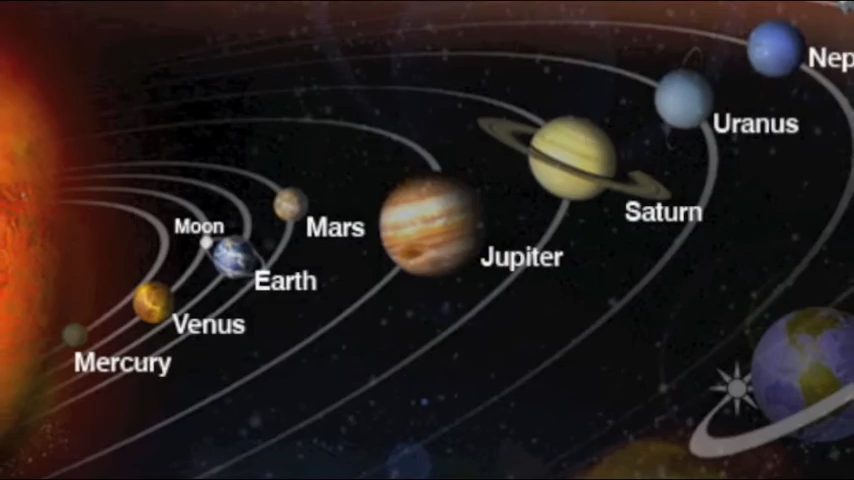 Nep
Uranus
Saturn
Moon
Mars
Jupiter
Earth
Venus
Mercury